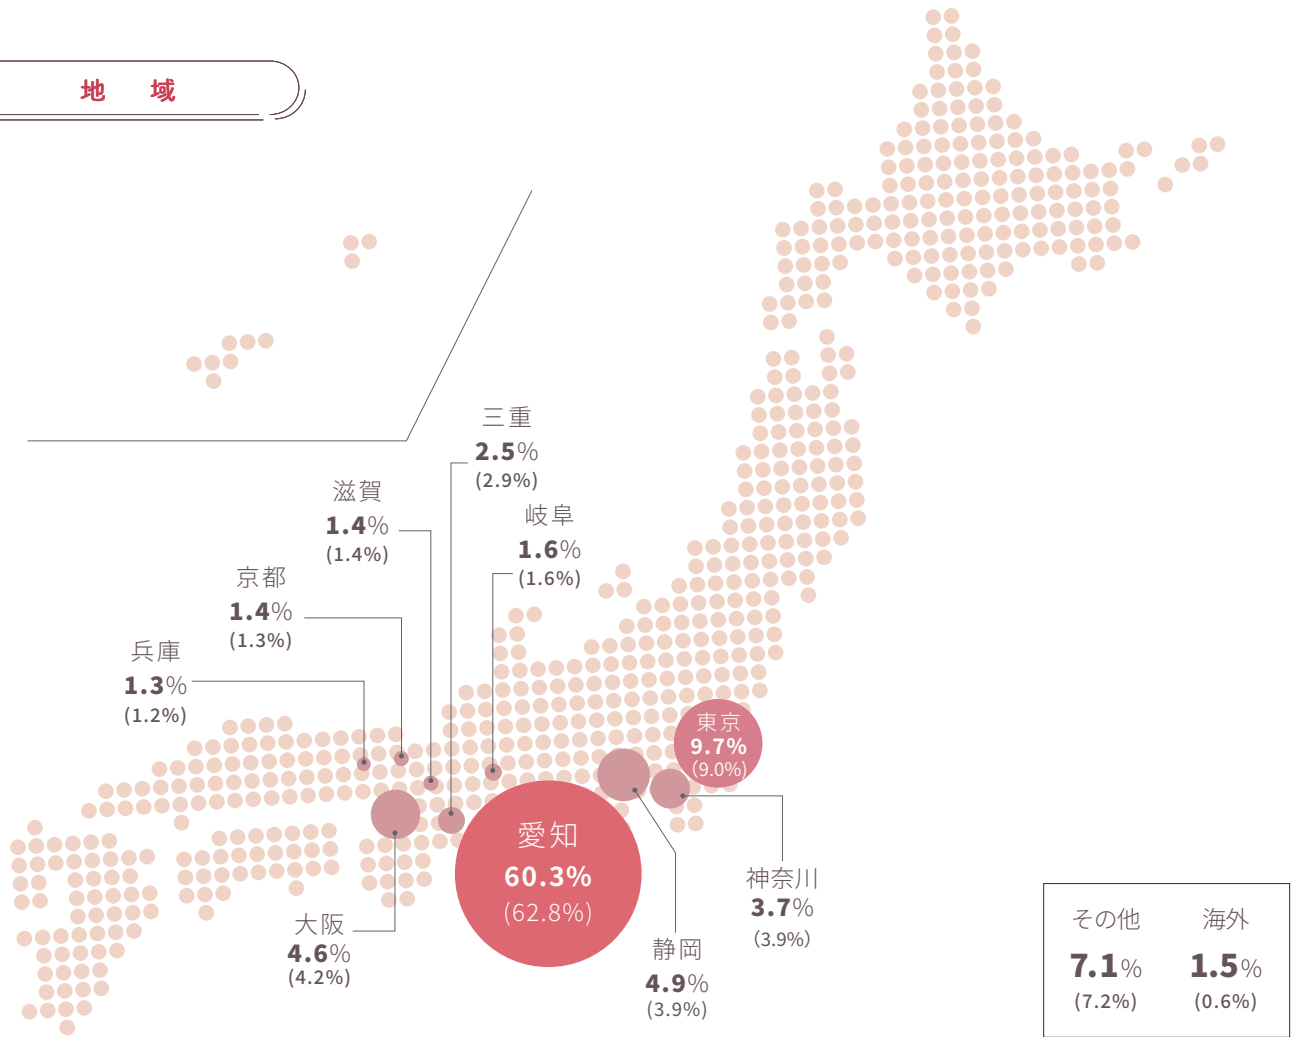 地 域
三重
2.5%
(2.9%)
滋賀
1.4%
(1.4%)
岐阜
1.6%
(1.6%)
京都
1.4%
(1.3%)
兵庫
1.3%
(1.2%)
東京
9.7%
(9.0%)
愛知
60.3%
(62.8%)
神奈川
3.7%
(3.9%)
大阪
4.6%
(4.2%)
静岡
4.9%
(3.9%)
その他 海外
7.1% 1.5%
(7.2%) (0.6%)